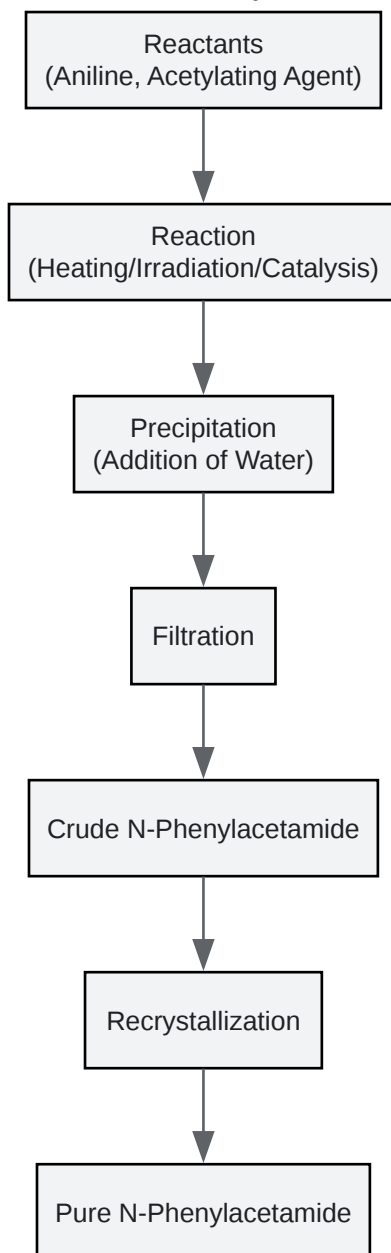 Reactants
(Aniline, Acetylating Agent)
Reaction
(Heating/Irradiation/Catalysis)
Precipitation
(Addition of Water)
Filtration
Crude N-Phenylacetamide
Recrystallization
Pure N-Phenylacetamide